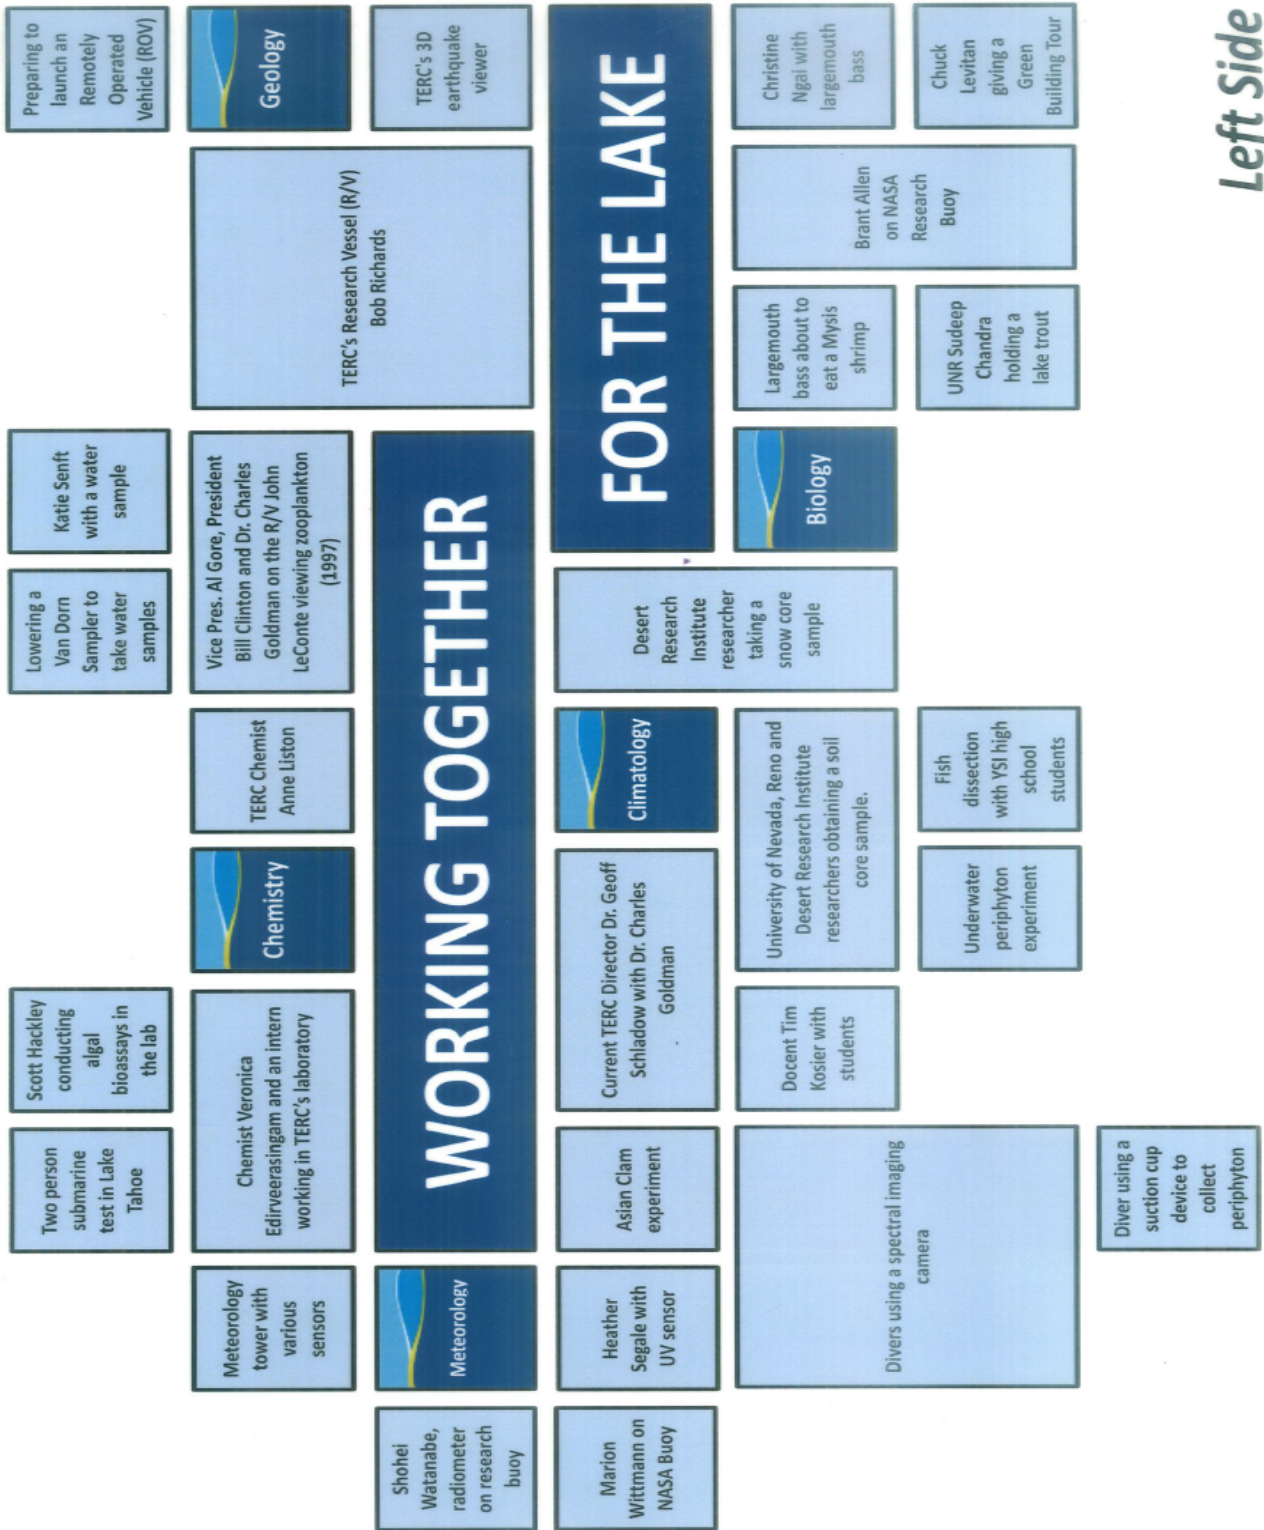 Two person
submarine
test in Lake
Tahoe
Scott Hackley
conducting
algal
bioassays in
the lab
Lowering a
Van Dorn
Sampler to
take water
samples
Katie Senft
with a water
sample
Preparing to
launch an
Remotely
Operated
Vehicle (ROV)
Meteorology
tower with
various
sensors
Chemist Veronica
Edirveerasingam and an intern
working in TERC's laboratory
Chemistry
TERC Chemist
Anne Liston
Vice Pres. Al Gore, President
Bill Clinton and Dr. Charles
Goldman on the R/V John
LeConte viewing zooplankton
(1997)
TERC's Research Vessel (R/V)
Bob Richards
Geology
Shohei
Watanabe,
radiometer
on research
buoy
Meteorology
WORKING TOGETHER
TERC's 3D
earthquake
viewer
Marion
Wittmann on
NASA Buoy
Heather
Segale with
UV sensor
Asian Clam
experiment
Current TERC Director Dr. Geoff
Schladow with Dr. Charles
Goldman
Climatology
Desert
Research
Institute
researcher
taking a
snow core
sample
FOR THE LAKE
Divers using a spectral imaging
camera
Docent Tim
Kosier with
students
University of Nevada, Reno and
Desert Research Institute
researchers obtaining a soil
core sample.
Biology
Largemouth
bass about to
eat a Mysis
shrimp
Brant Allen
on NASA
Research
Buoy
Christine
Ngai with
largemouth
bass
Underwater
periphyton
experiment
Fish
dissection
with YSI high
school
students
UNR Sudeep
Chandra
holding a
lake trout
Chuck
Levitan
giving a
Green
Building Tour
Diver using a
suction cup
device to
collect
periphyton
Left Side